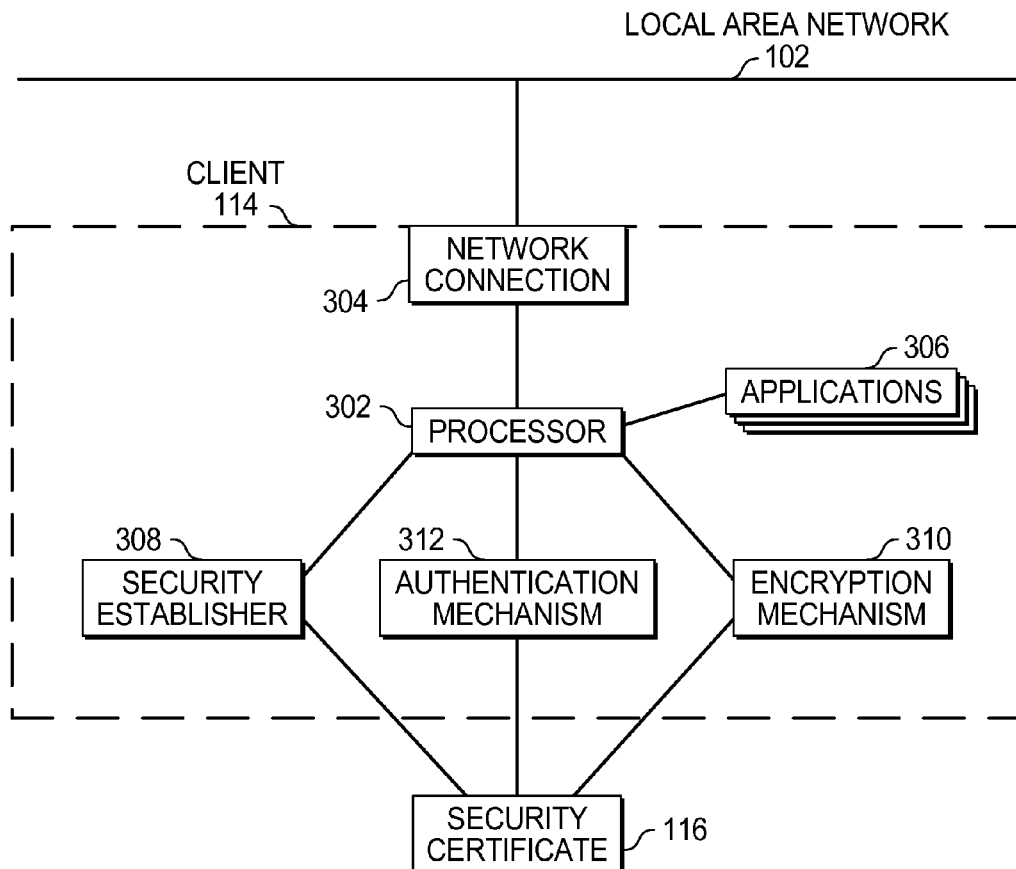 LOCAL AREA NETWORK
102
CLIENT
114
NETWORK
CONNECTION
304
306
APPLICATIONS
302
PROCESSOR
308
312
310
SECURITY
ESTABLISHER
AUTHENTICATION
MECHANISM
ENCRYPTION
MECHANISM
SECURITY
CERTIFICATE
116